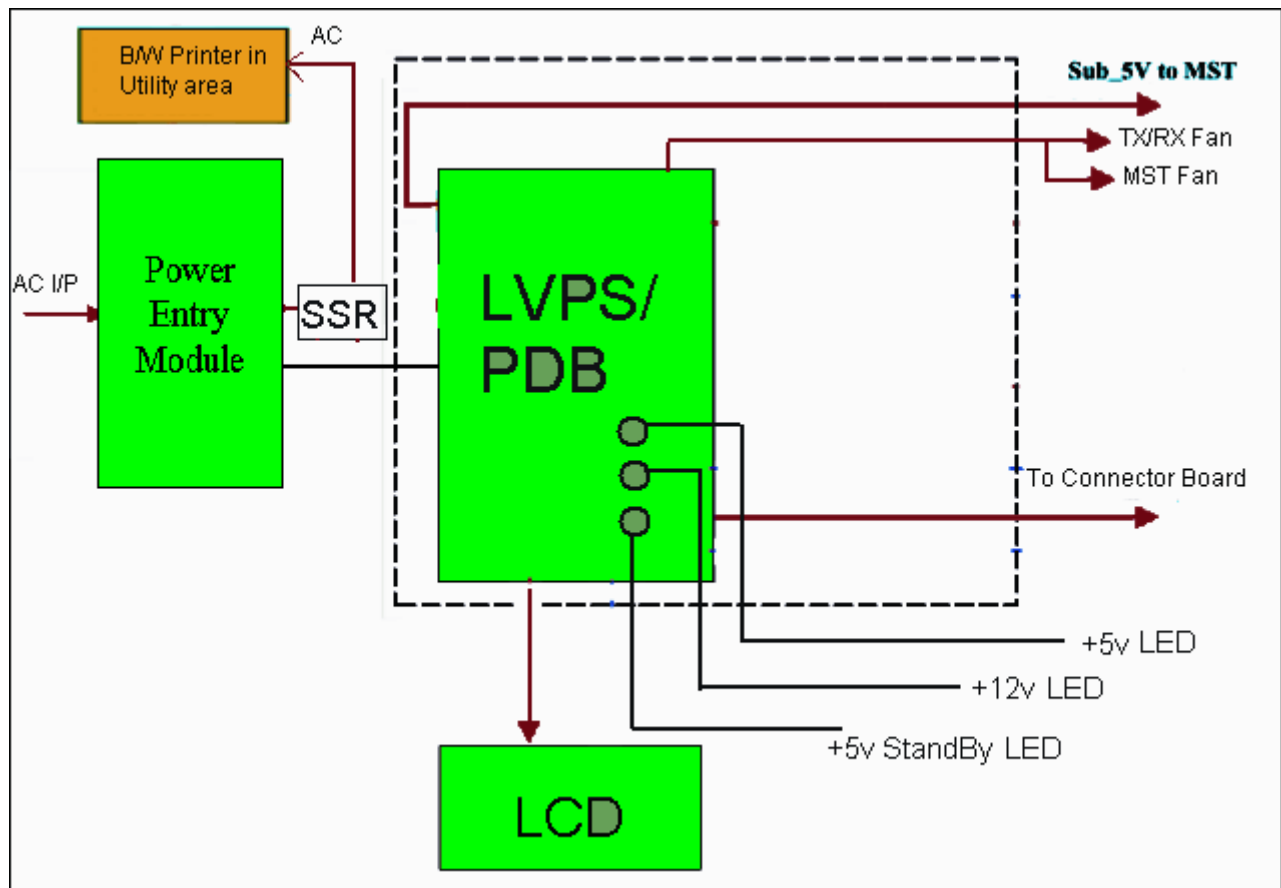 AC
B/W Printer in
Utility area
Sub_5V to MST
TX/RX Fan
MST Fan
AC I/P
Power
Entry
Module
SSR
LVPS/
PDB
To Connector Board
+5v LED
+12v LED
+5v StandBy LED
LCD